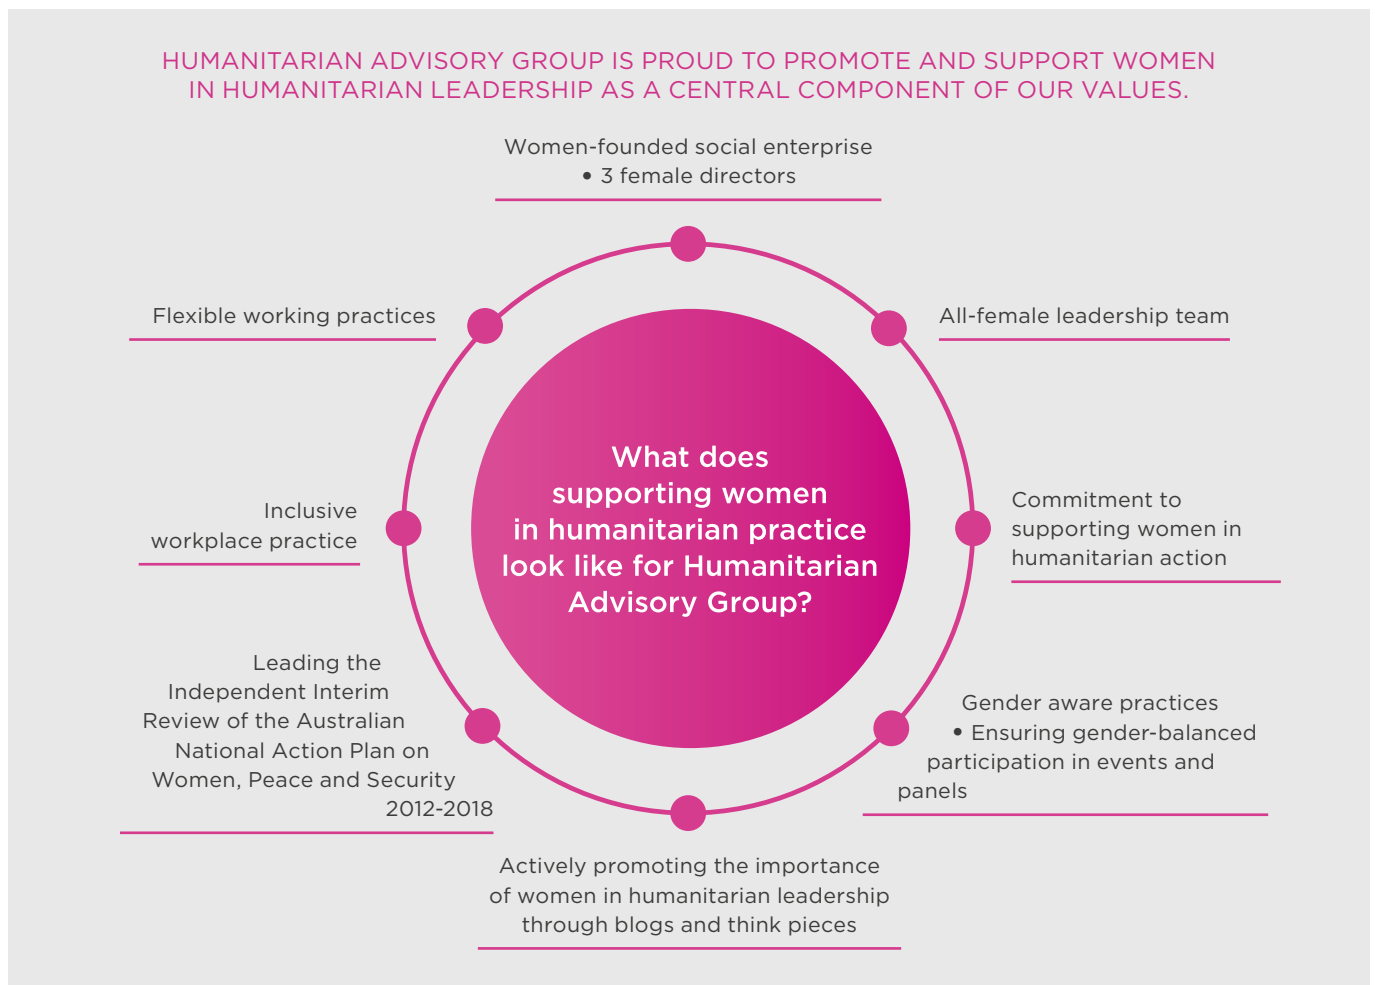 HUMANITARIAN ADVISORY GROUP IS PROUD TO PROMOTE AND SUPPORT WOMEN
IN HUMANITARIAN LEADERSHIP AS A CENTRAL COMPONENT OF OUR VALUES.
Women-founded social enterprise
• 3 female directors
All-female leadership team
Commitment to
supporting women in
humanitarian action
Gender aware practices
• Ensuring gender-balanced
participation in events and
panels
Actively promoting the importance
of women in humanitarian leadership
through blogs and think pieces
Leading the
Independent Interim
Review of the Australian
National Action Plan on
Women, Peace and Security
2012-2018
Inclusive
workplace practice
Flexible working practices
What does
supporting women
in humanitarian practice
look like for Humanitarian
Advisory Group?